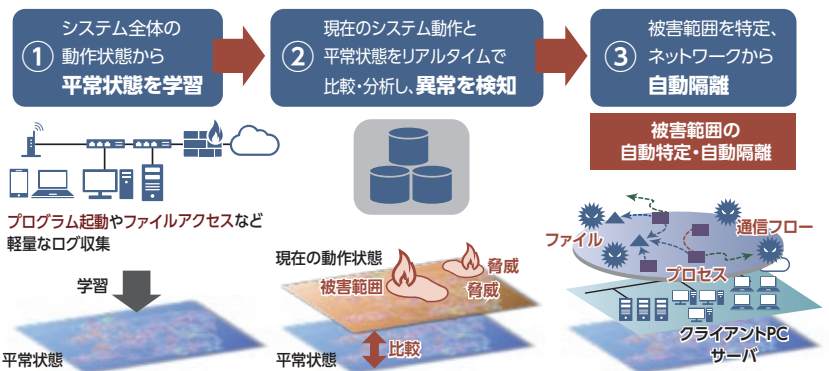 ① システム全体の
動作状態から
平常状態を学習
② 現在のシステム動作と
平常状態をリアルタイムで
比較・分析し、異常を検知
③ 被害範囲を特定、
ネットワークから
自動隔離
プログラム起動やファイルアクセスなど
軽量なログ収集
学習
平常状態
現在の動作状態
被害範囲
脅威
脅威
比較
平常状態
被害範囲の
自動特定・自動隔離
ファイル
通信フロー
プロセス
クライアントPC
サーバ